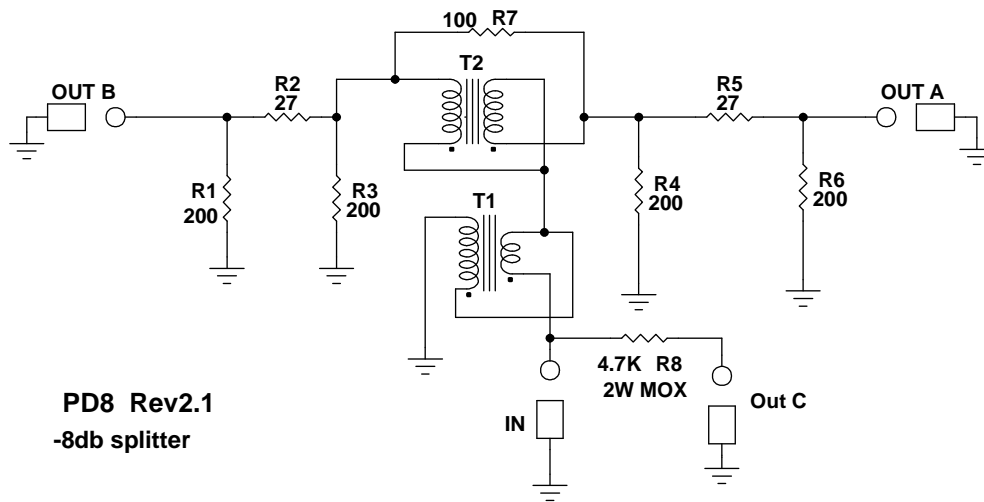 100 R7
T2
OUT B
R2
27
R5
27
OUT A
R1
200
R3
200
T1
R4
200
R6
200
4.7K R8
2W MOX
IN
Out C
PD8 Rev2.1
-8db splitter